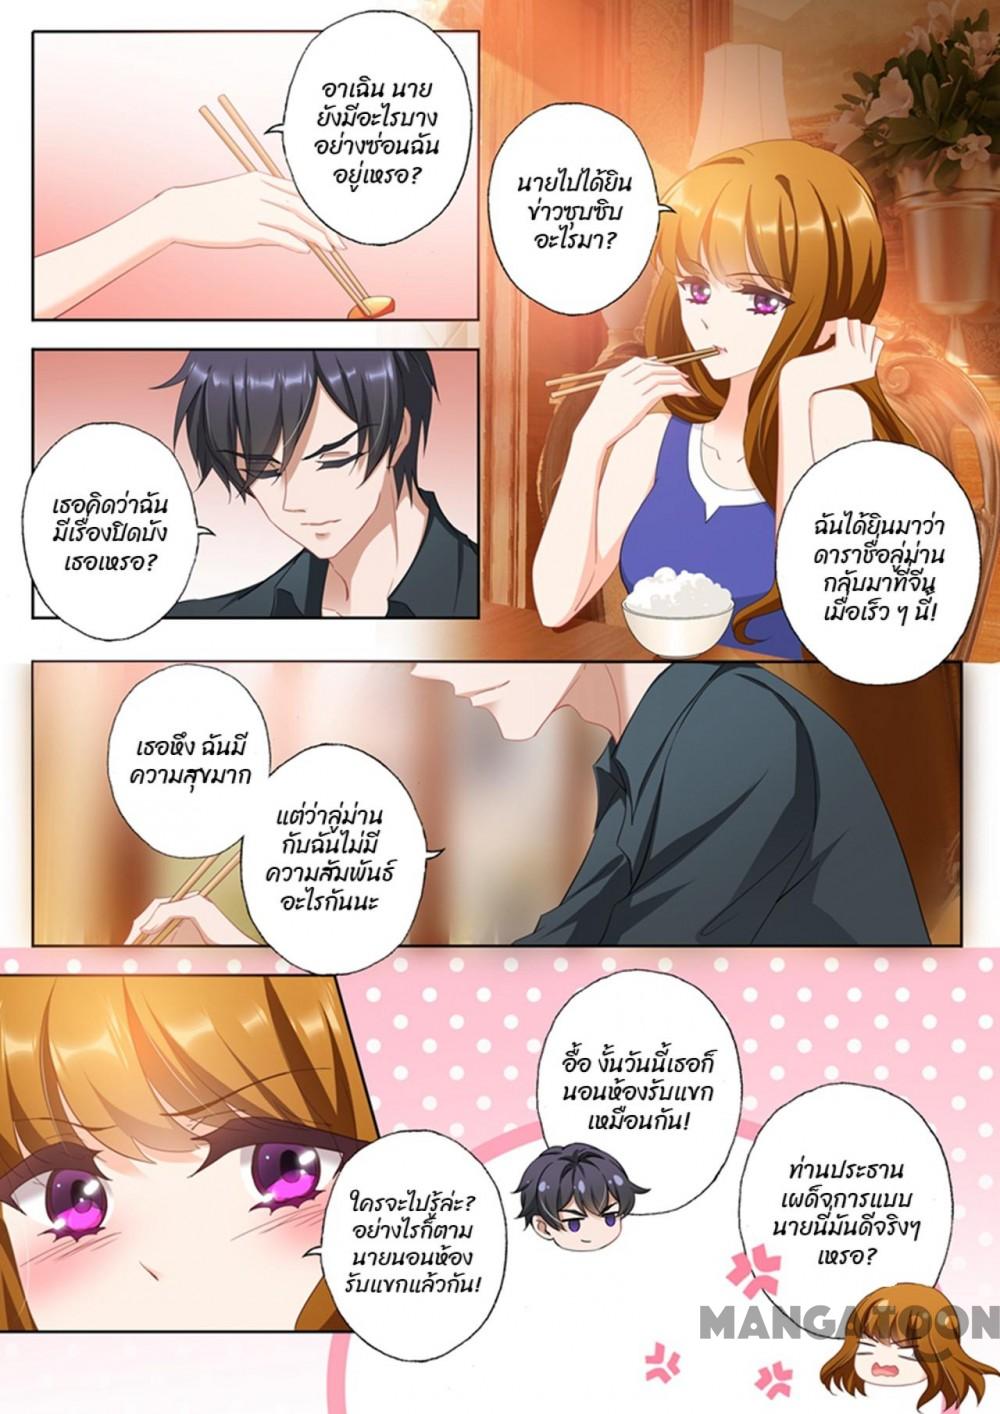 อาเฉิน นาย
ยังมีอะไรบาง
อย่างซ่อนฉัน
อยู่เหรอ?
นายไปได้ยิน
ข่าวซุบซิบ
อะไรมา?
เธอคิดว่าฉัน
มีเรื่องปิดบัง
เธอเหรอ?
ฉันได้ยินมาว่า
ดาราชื่อลู่ม่าน
กลับมาที่จีน
เมื่อเร็ว ๆ นี้!
เธอหึง ฉันมี
ความสุขมาก
แต่ว่าลู่ม่าน
กับฉันไม่มี
ความสัมพันธ์
อะไรกันนะ
ใครจะไปรู้ล่ะ?
อย่างไรก็ตาม
นายนอนห้อง
รับแขกแล้วกัน!
อื้อ งั้นวันนี้เธอก็
นอนห้องรับแขก
เหมือนกัน!
ท่านประธาน
เผด็จการแบบ
นายนี่มันดีจริงๆ
เหรอ?
MANGATOON